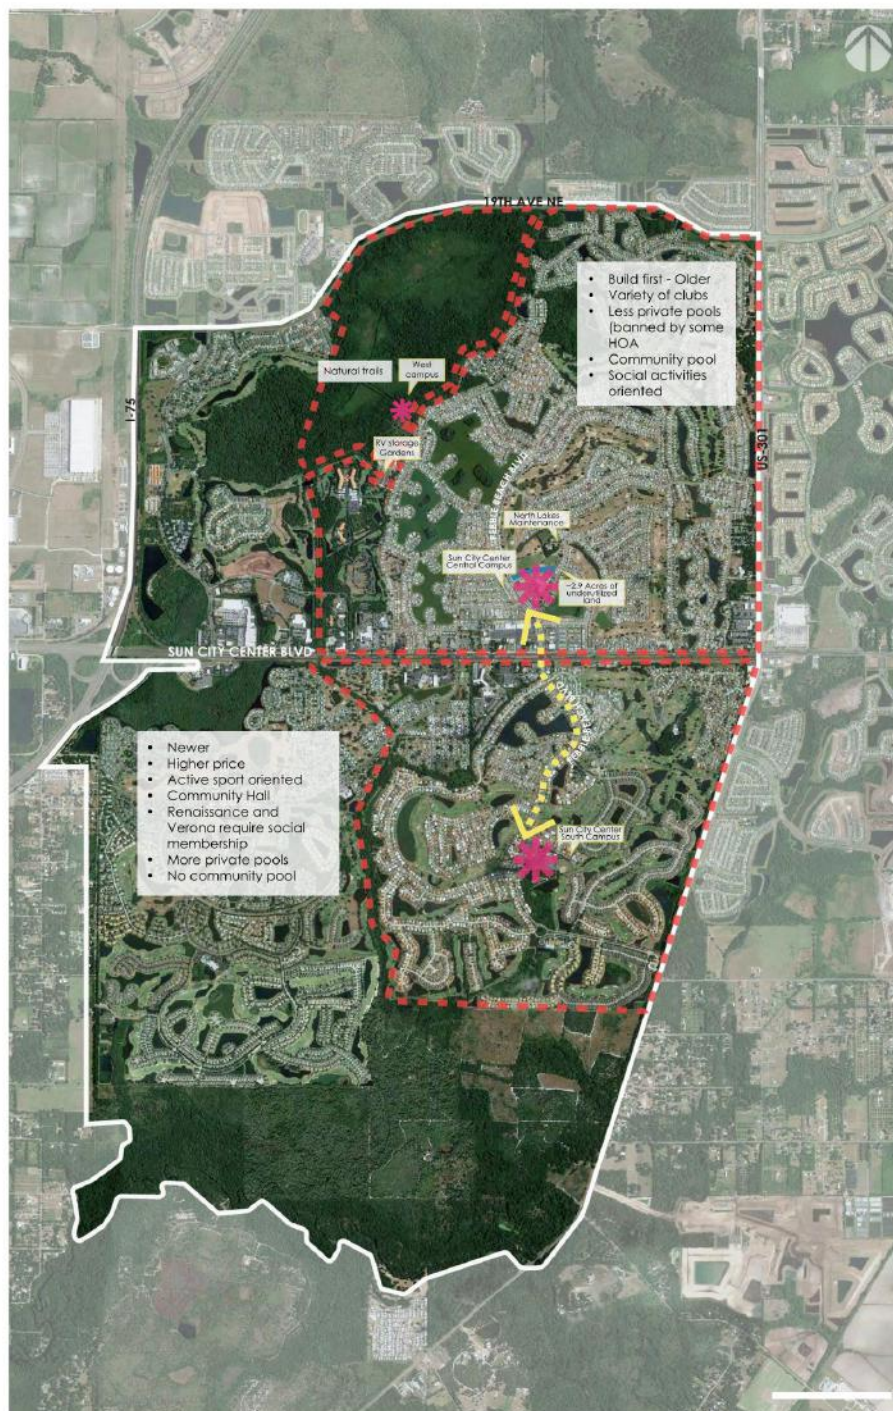 19TH AVE NE
• Build first - Older
• Variety of clubs
• Less private pools
(banned by some
HOA
• Community pool
• Social activities
oriented
Natural trails
West
campus
I-75
US-301
RV storage
Gardens
BEACH BLVD
North Lakes
Maintenance
Sun City Center
Central Campus
~2.9 Acres of
underutilized
land
SUN CITY CENTER BLVD
• Newer
• Higher price
• Active sport oriented
• Community Hall
• Renaissance and
Verona require social
membership
• More private pools
• No community pool
Sun City Center
South Campus